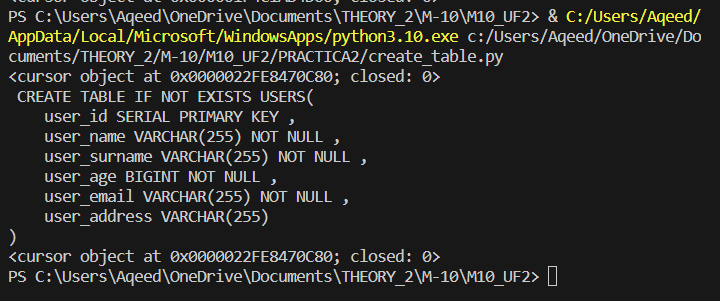 PS C:\Users\Aqeed\OneDrive\Documents\THEORY_2\M-10\M10_UF2> & C:/Users/Aqeed/
AppData/Local/Microsoft/WindowsApps/python3.10.exe c:/Users/Aqeed/OneDrive/Do
cuments/THEORY_2/M-10/M10_UF2/PRACTICA2/create_table.py
<cursor object at 0x0000022FE8470C80; closed: 0>
 CREATE TABLE IF NOT EXISTS USERS(
    user_id SERIAL PRIMARY KEY ,
    user_name VARCHAR(255) NOT NULL ,
    user_surname VARCHAR(255) NOT NULL ,
    user_age BIGINT NOT NULL ,
    user_email VARCHAR(255) NOT NULL ,
    user_address VARCHAR(255)
)
<cursor object at 0x0000022FE8470C80; closed: 0>
PS C:\Users\Aqeed\OneDrive\Documents\THEORY_2\M-10\M10_UF2>